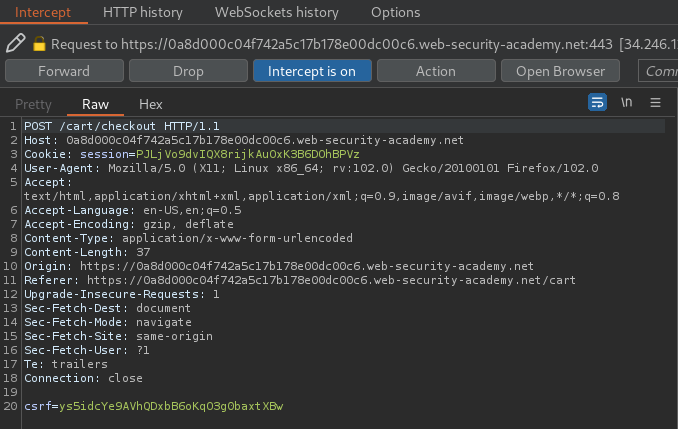 Intercept HTTP history WebSockets history Options
Request to https://0a8d000c04f742a5c17b178e00dc00c6.web-security-academy.net:443 [34.246.1
Forward Drop Intercept is on Action Open Browser Comm
Pretty Raw Hex \n
1 POST /cart/checkout HTTP/1.1
2 Host: 0a8d000c04f742a5c17b178e00dc00c6.web-security-academy.net
3 Cookie: session=PJLjVo9dvIQX8rijkAuOxK3B6DOhBPVz
4 User-Agent: Mozilla/5.0 (X11; Linux x86_64; rv:102.0) Gecko/20100101 Firefox/102.0
5 Accept:
text/html,application/xhtml+xml,application/xml;q=0.9,image/avif,image/webp,*/*;q=0.8
6 Accept-Language: en-US,en;q=0.5
7 Accept-Encoding: gzip, deflate
8 Content-Type: application/x-www-form-urlencoded
9 Content-Length: 37
10 Origin: https://0a8d000c04f742a5c17b178e00dc00c6.web-security-academy.net
11 Referer: https://0a8d000c04f742a5c17b178e00dc00c6.web-security-academy.net/cart
12 Upgrade-Insecure-Requests: 1
13 Sec-Fetch-Dest: document
14 Sec-Fetch-Mode: navigate
15 Sec-Fetch-Site: same-origin
16 Sec-Fetch-User: ?1
17 Te: trailers
18 Connection: close
19
20 csrf=ys5idcYe9AVhQDxbB6oKqO3g0baxtXBw